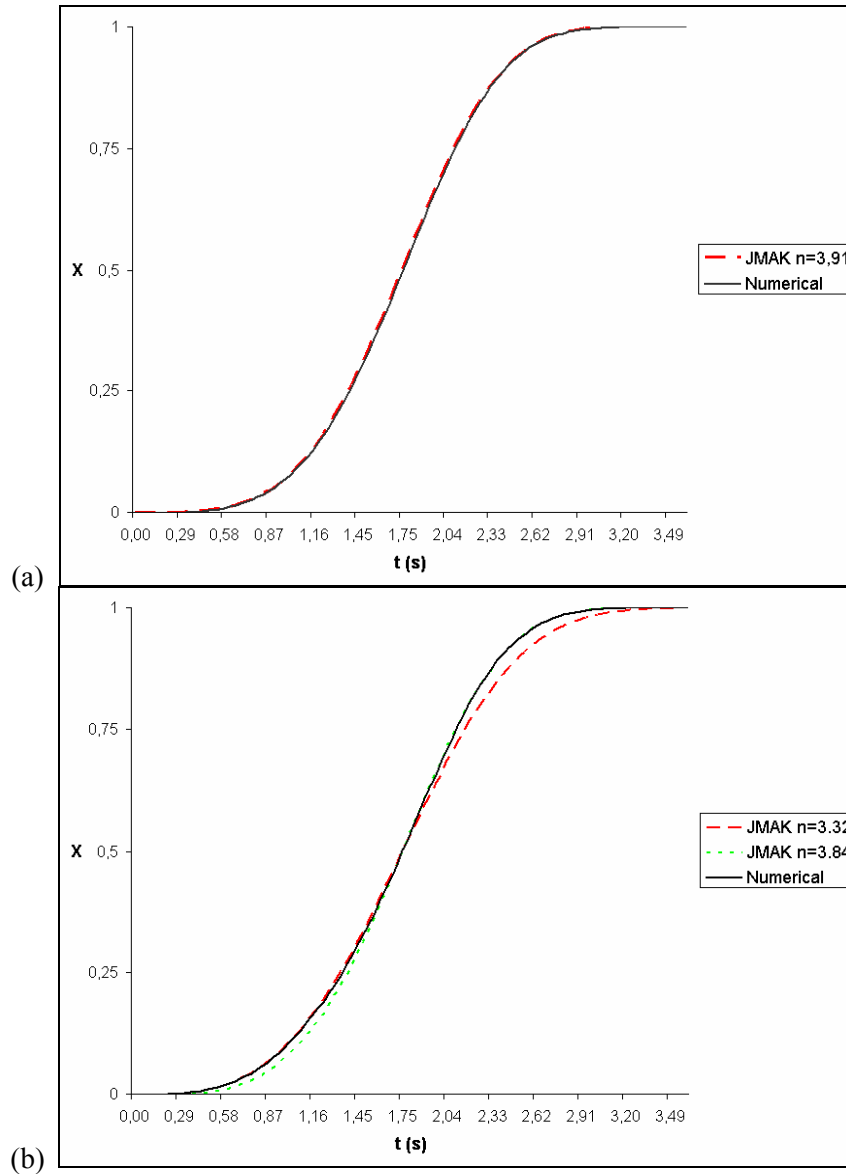 1
0,75
X 0,5
0,25
0
0,00 0,29 0,58 0,87 1,16 1,45 1,75 2,04 2,33 2,62 2,91 3,20 3,49
t (s)
JMAK n=3,91
Numerical
(a)
1
0,75
X 0,5
0,25
0
0,00 0,29 0,58 0,87 1,16 1,45 1,75 2,04 2,33 2,62 2,91 3,20 3,49
t (s)
JMAK n=3.32
JMAK n=3.84
Numerical
(b)